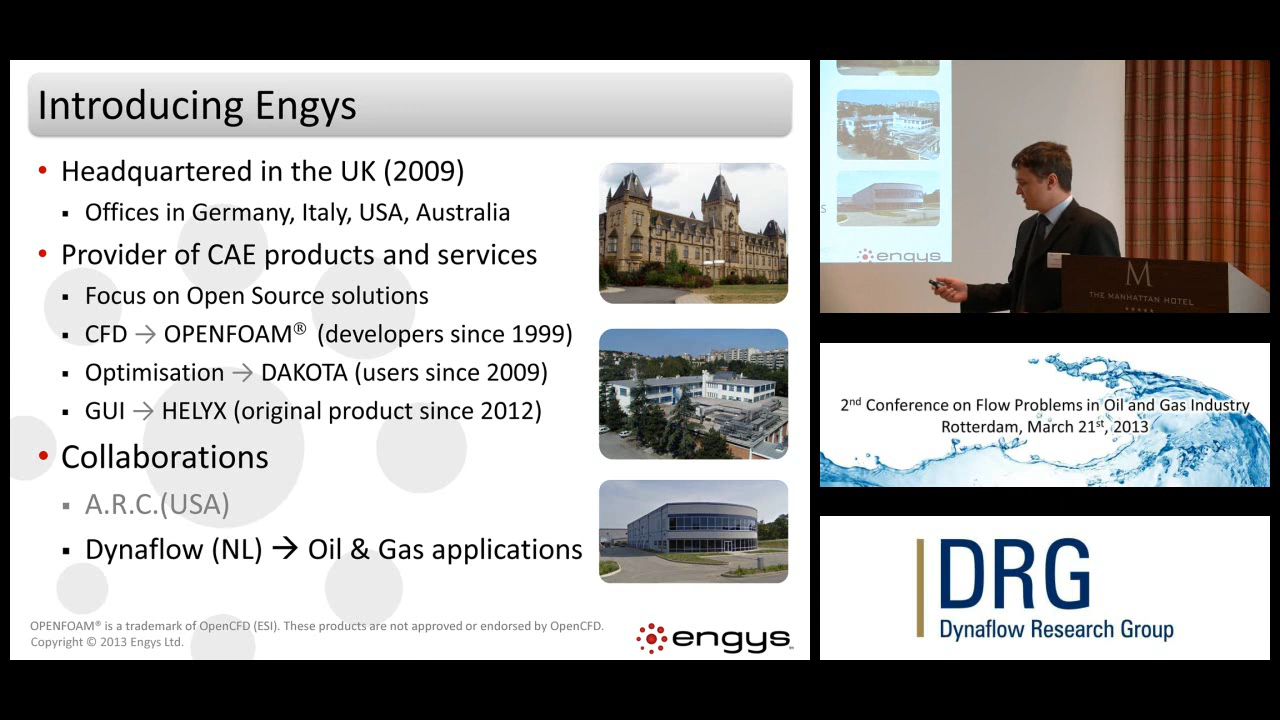 Introducing Engys
• Headquartered in the UK (2009)
▪ Offices in Germany, Italy, USA, Australia
• Provider of CAE products and services
▪ Focus on Open Source solutions
▪ CFD → OPENFOAM® (developers since 1999)
▪ Optimisation → DAKOTA (users since 2009)
▪ GUI → HELYX (original product since 2012)
• Collaborations
▪ A.R.C.(USA)
▪ Dynaflow (NL) → Oil & Gas applications
OPENFOAM® is a trademark of OpenCFD (ESI). These products are not approved or endorsed by OpenCFD.
Copyright © 2013 Engys Ltd.
engys
s
engys
M
THE MANHATTAN HOTEL
2nd Conference on Flow Problems in Oil and Gas Industry
Rotterdam, March 21st, 2013
DRG
Dynaflow Research Group